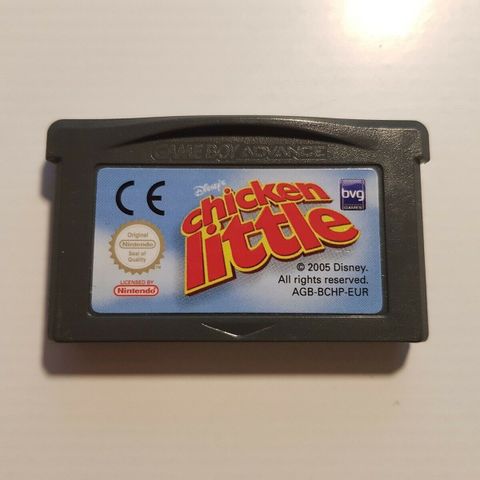 GAME BOY ADVANCE
CE
Disney's
chicken
little
bvg
GAMES
Original
Nintendo
Seal of
Quality
TM
LICENSED BY
Nintendo
© 2005 Disney.
All rights reserved.
AGB-BCHP-EUR